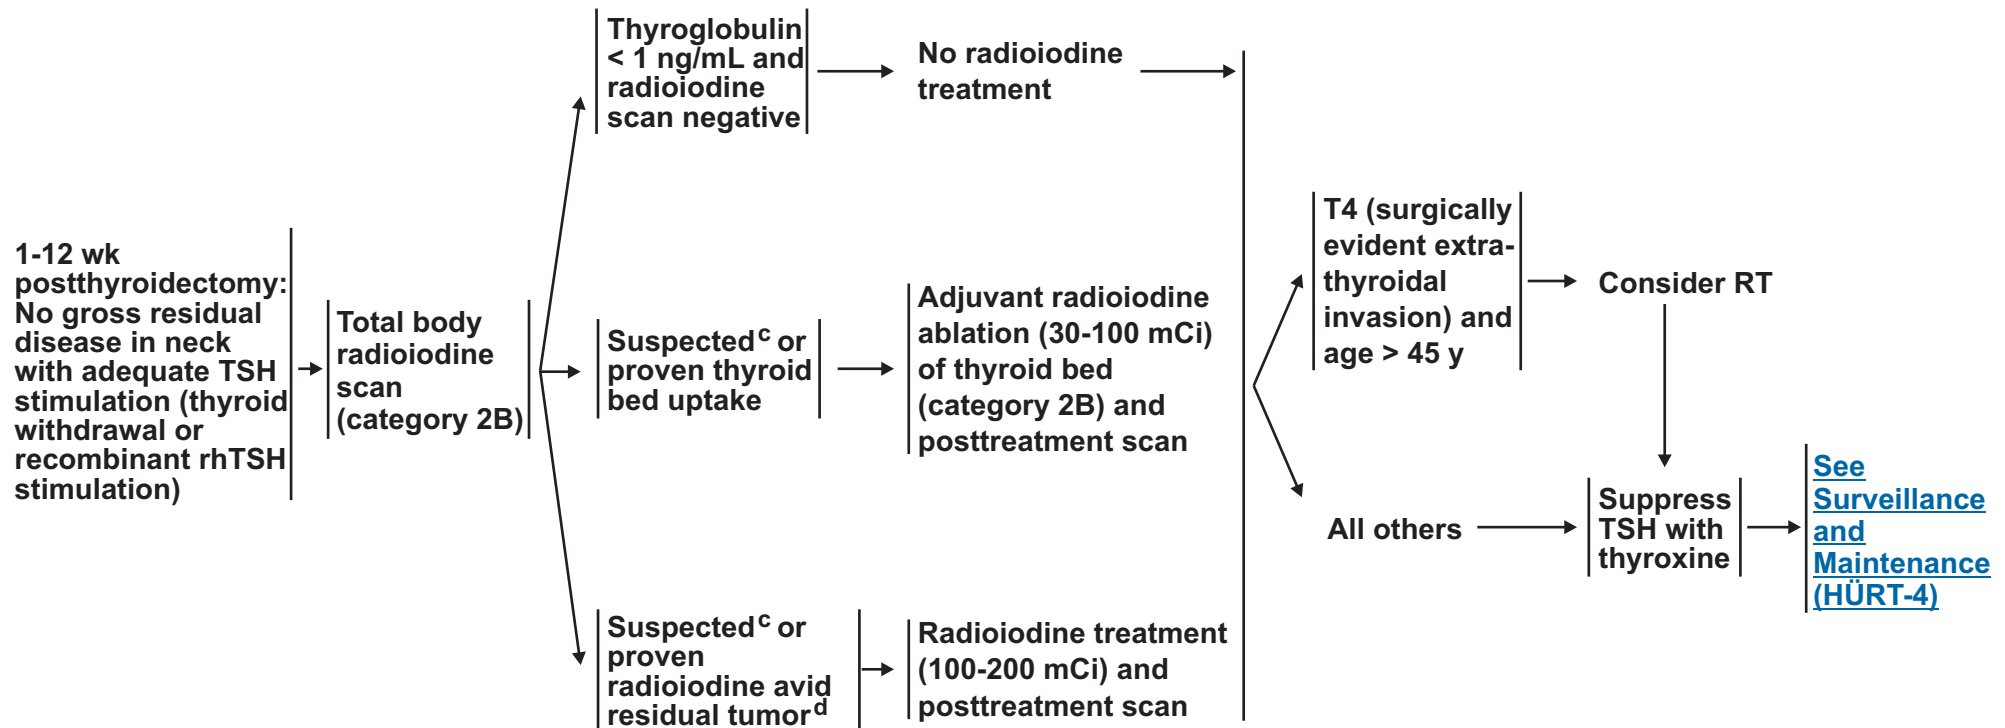 1-12 wk
postthyroidectomy:
No gross residual
disease in neck
with adequate TSH
stimulation (thyroid
withdrawal or
recombinant rhTSH
stimulation)
Total body
radioiodine
scan
(category 2B)
Thyroglobulin
< 1 ng/mL and
radioiodine
scan negative
No radioiodine
treatment
Suspected c or
proven thyroid
bed uptake
Adjuvant radioiodine
ablation (30-100 mCi)
of thyroid bed
(category 2B) and
posttreatment scan
Suspected c or
proven
radioiodine avid
residual tumor d
Radioiodine treatment
(100-200 mCi) and
posttreatment scan
T4 (surgically
evident extra-
thyroidal
invasion) and
age > 45 y
Consider RT
All others
Suppress
TSH with
thyroxine
See
Surveillance
and
Maintenance
(HÜRT-4)